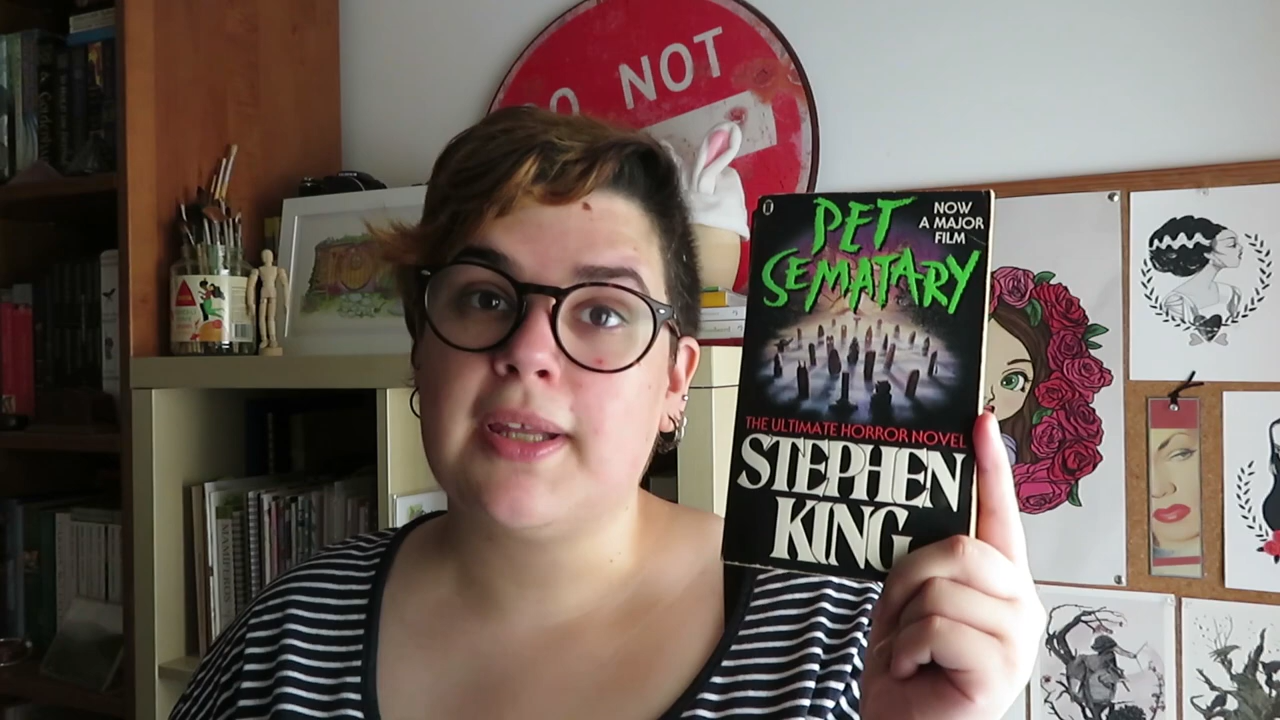 O NOT
PET
SEMATARY
NOW
A MAJOR
FILM
THE ULTIMATE HORROR NOVEL
STEPHEN
KING